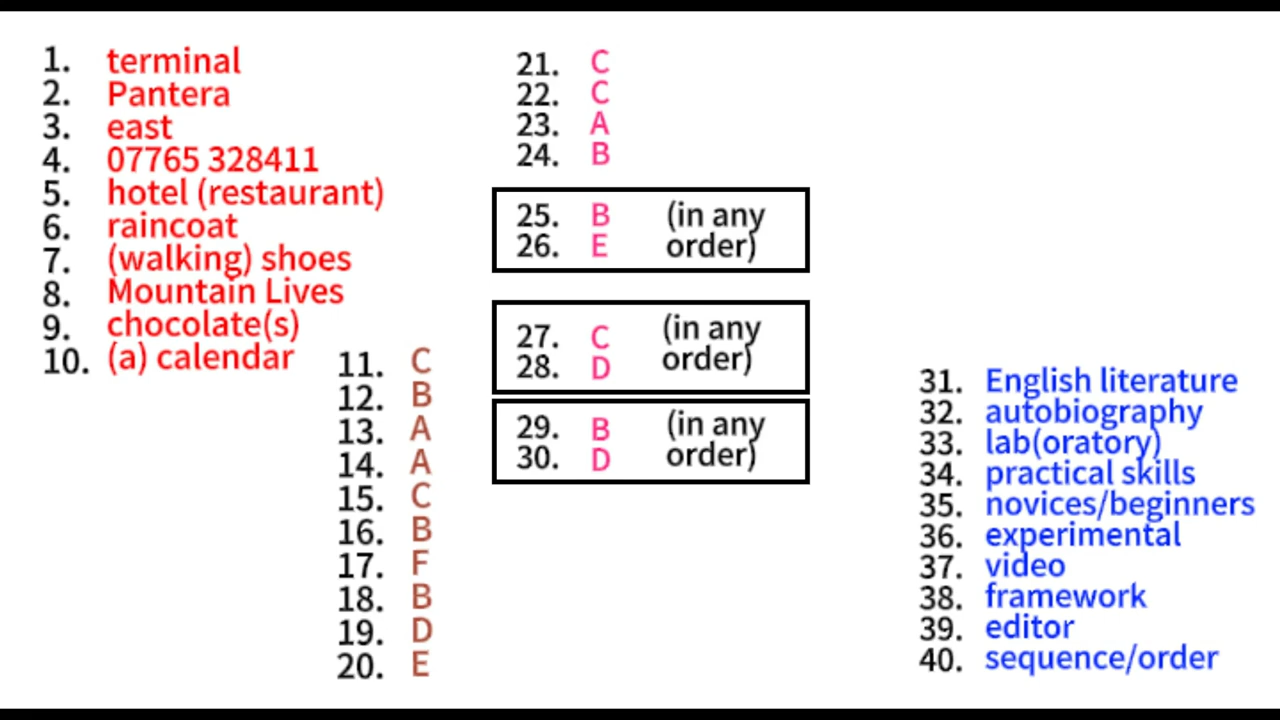 1. terminal
2. Pantera
3. east
4. 07765 328411
5. hotel (restaurant)
6. raincoat
7. (walking) shoes
8. Mountain Lives
9. chocolate(s)
10. (a) calendar
11. C
12. B
13. A
14. A
15. C
16. B
17. F
18. B
19. D
20. E
21. C
22. C
23. A
24. B
25. B (in any
26. E order)
27. C (in any
28. D order)
29. B (in any
30. D order)
31. English literature
32. autobiography
33. lab(oratory)
34. practical skills
35. novices/beginners
36. experimental
37. video
38. framework
39. editor
40. sequence/order